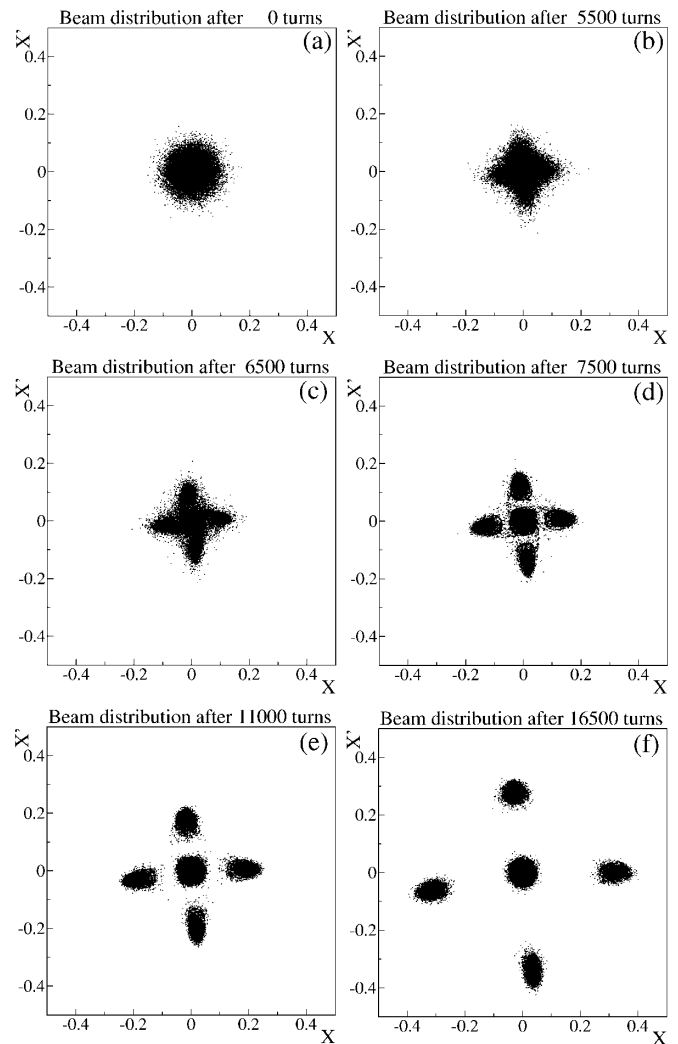 Beam distribution after 0 turns
X'
(a)
0.4
0.2
0
-0.2
-0.4
-0.4 -0.2 0 0.2 0.4
X
Beam distribution after 5500 turns
X'
(b)
0.4
0.2
0
-0.2
-0.4
-0.4 -0.2 0 0.2 0.4
X
Beam distribution after 6500 turns
X'
(c)
0.4
0.2
0
-0.2
-0.4
-0.4 -0.2 0 0.2 0.4
X
Beam distribution after 7500 turns
X'
(d)
0.4
0.2
0
-0.2
-0.4
-0.4 -0.2 0 0.2 0.4
X
Beam distribution after 11000 turns
X'
(e)
0.4
0.2
0
-0.2
-0.4
-0.4 -0.2 0 0.2 0.4
X
Beam distribution after 16500 turns
X'
(f)
0.4
0.2
0
-0.2
-0.4
-0.4 -0.2 0 0.2 0.4
X